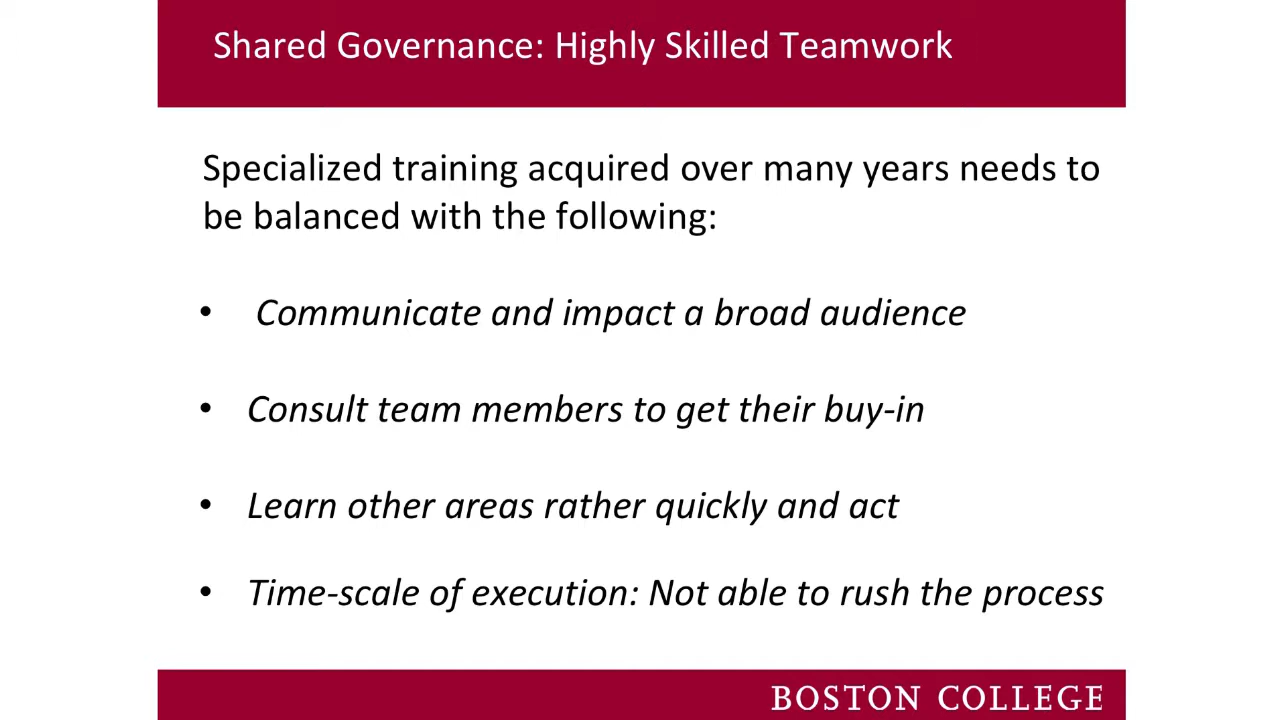 Shared Governance: Highly Skilled Teamwork
Specialized training acquired over many years needs to
be balanced with the following:
• Communicate and impact a broad audience
• Consult team members to get their buy-in
• Learn other areas rather quickly and act
• Time-scale of execution: Not able to rush the process
BOSTON COLLEGE